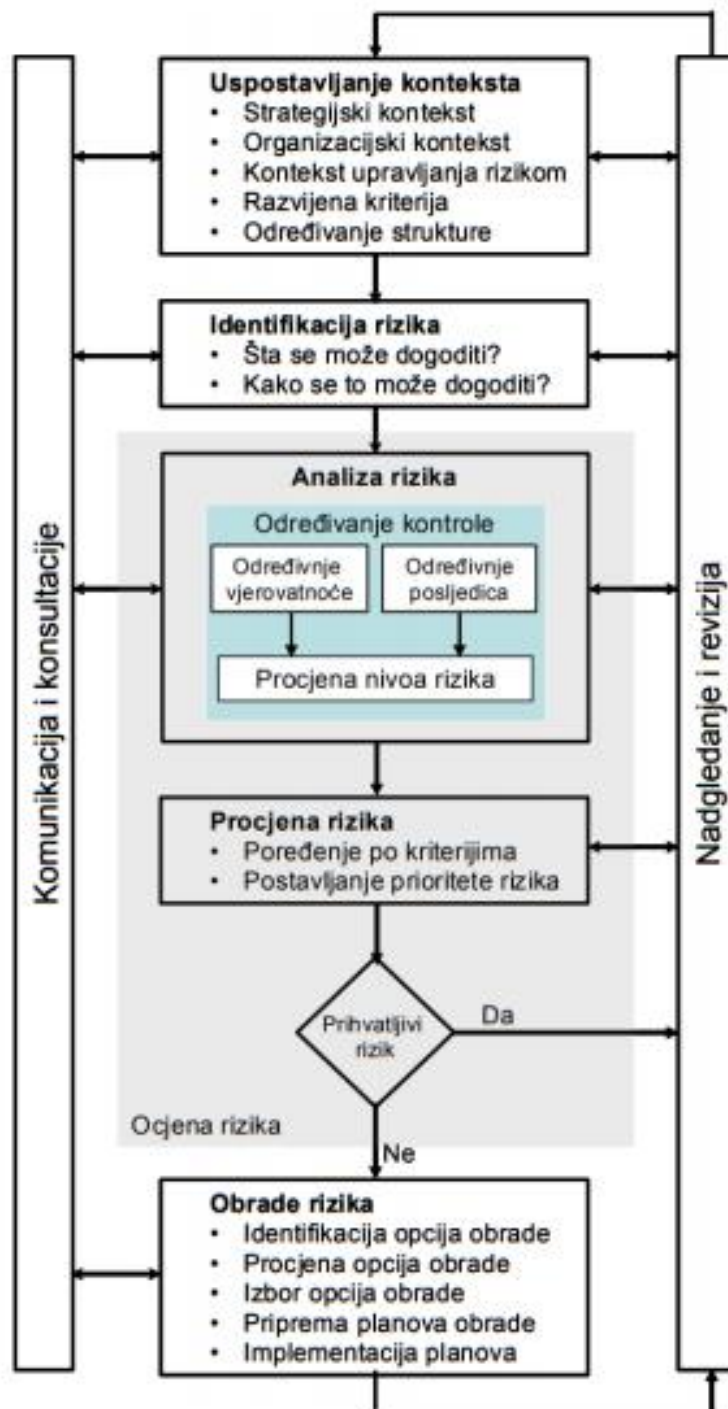 Uspostavljanje konteksta
• Strategijski kontekst
• Organizacijski kontekst
• Kontekst upravljanja rizikom
• Razvijena kriterija
• Određivanje strukture
Identifikacija rizika
• Šta se može dogoditi?
• Kako se to može dogoditi?
Analiza rizika
Određivanje kontrole
Određivnje
vjerovatnoće
Određivnje
posljedica
Procjena nivoa rizika
Procjena rizika
• Poređenje po kriterijima
• Postavljanje prioritete rizika
Prihvatljivi
rizik
Da
Ocjena rizika
Ne
Obrade rizika
• Identifikacija opcija obrade
• Procjena opcija obrade
• Izbor opcija obrade
• Priprema planova obrade
• Implementacija planova
Komunikacija i konsultacije
Nadgledanje i revizija